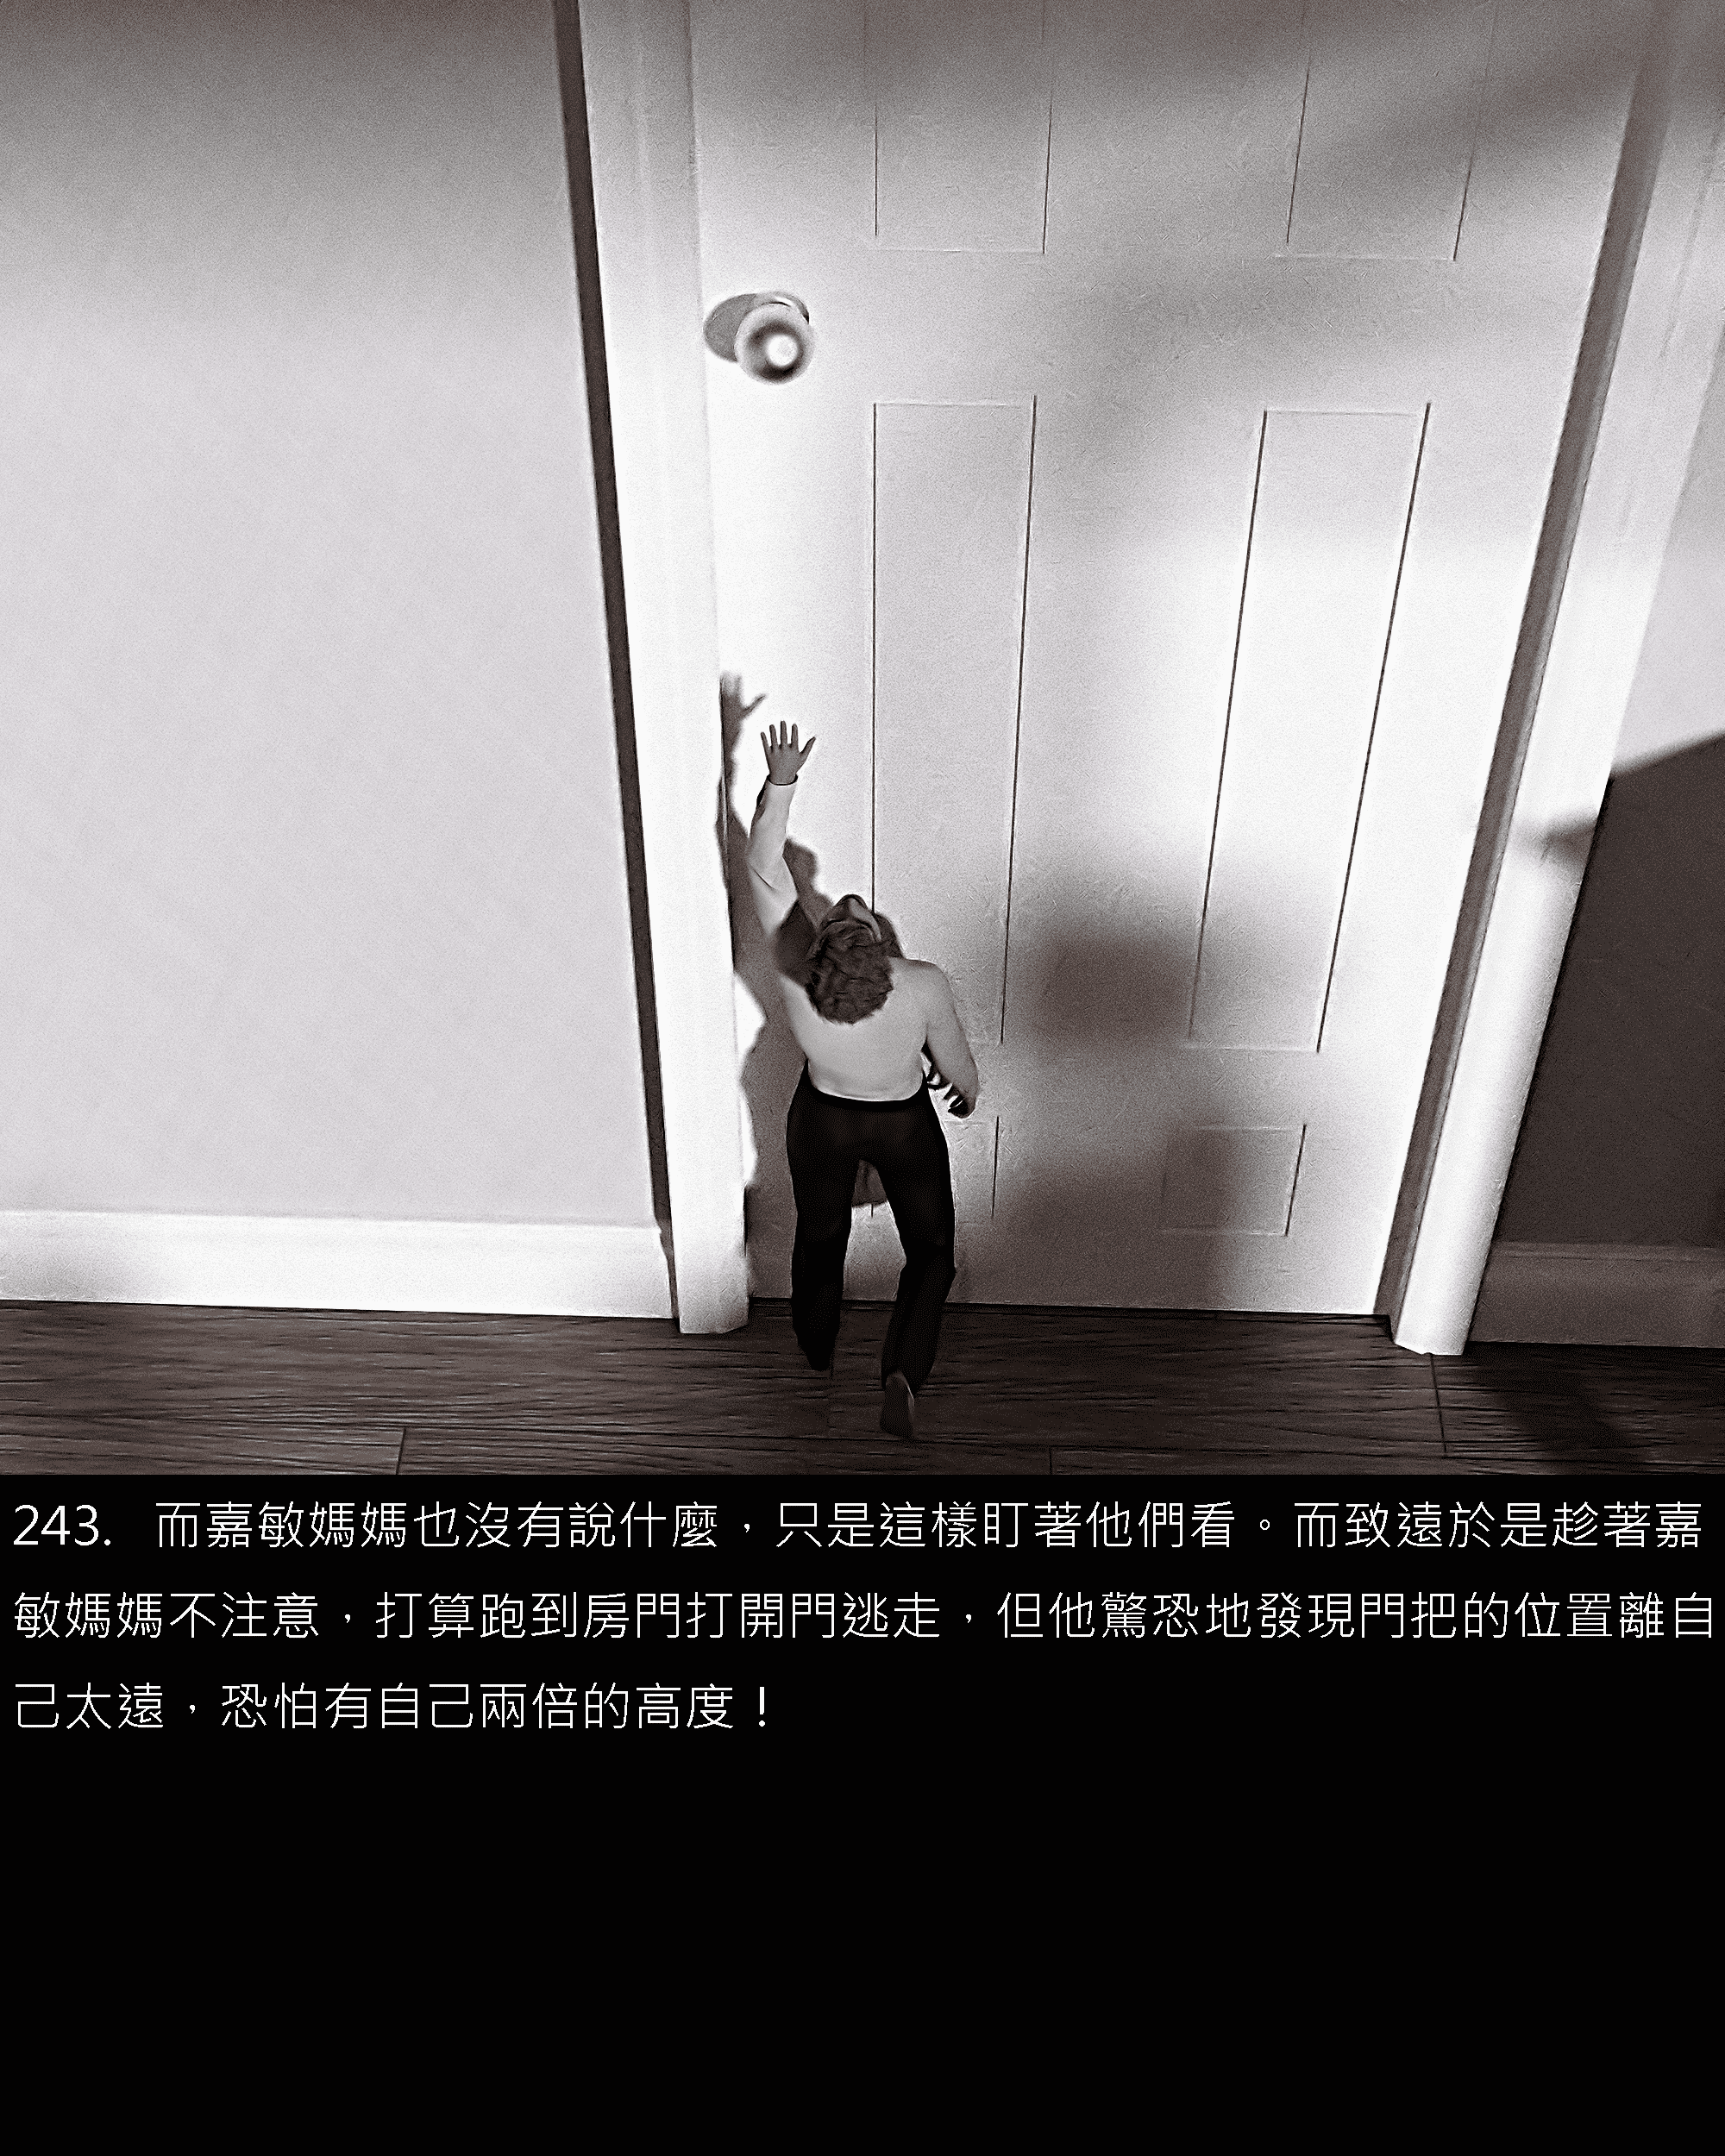 243. 而嘉敏媽媽也沒有說什麼，只是這樣盯著他們看。而致遠於是趁著嘉
敏媽媽不注意，打算跑到房門打開門逃走，但他驚恐地發現門把的位置離自
己太遠，恐怕有自己兩倍的高度！